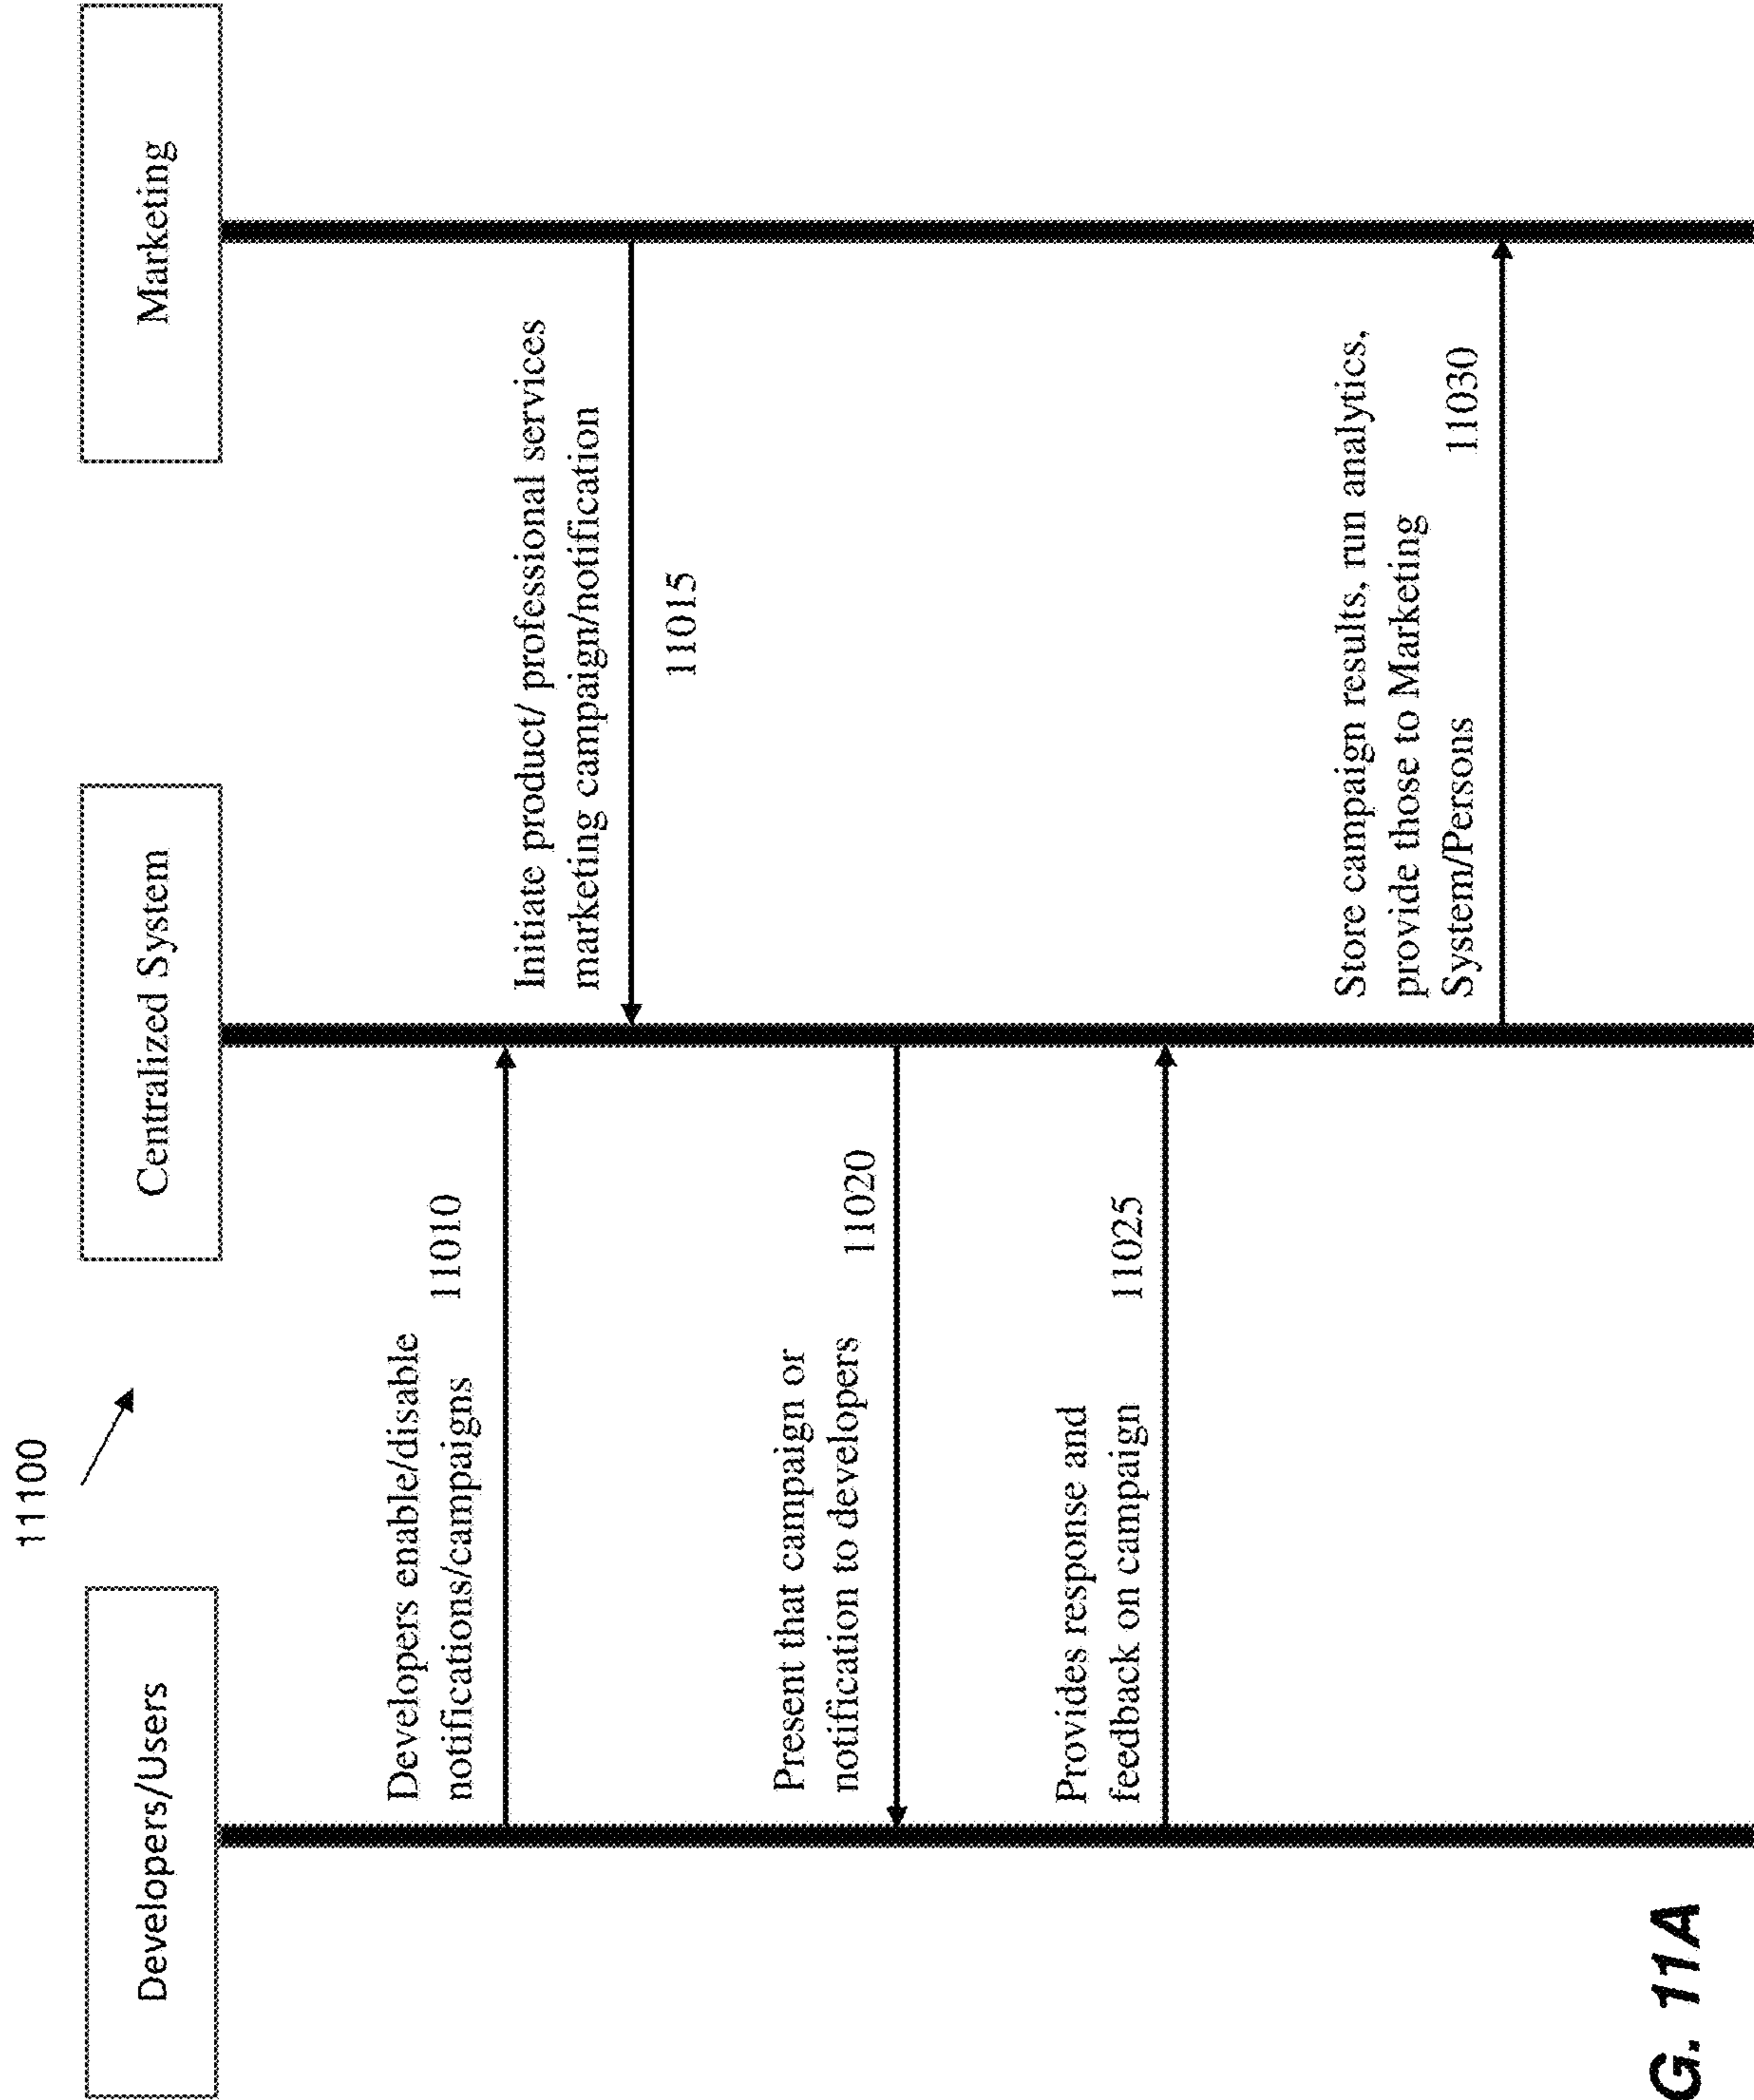 11100
Developers/Users
Centralized System
Marketing
Developers enable/disable
notifications/campaigns
11010
Initiate product/ professional services
marketing campaign/notification
11015
Present that campaign or
notification to developers
11020
Provides response and
feedback on campaign
11025
Store campaign results, run analytics,
provide those to Marketing
System/Persons
11030
G. 11A